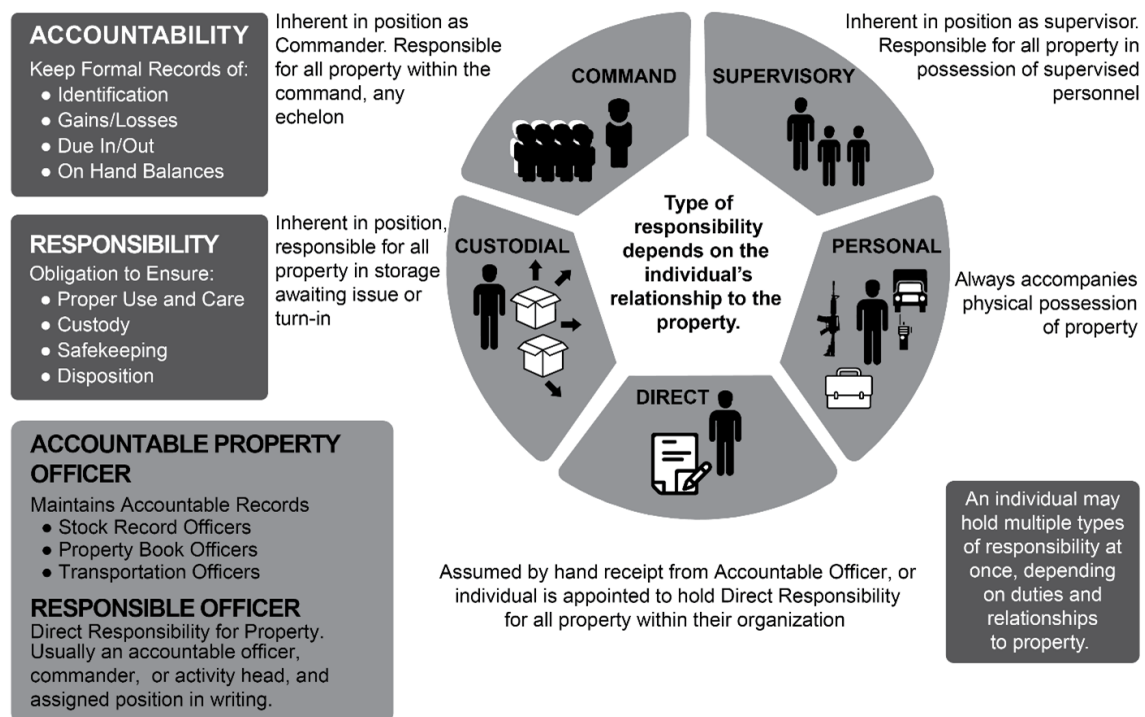 ACCOUNTABILITY
Keep Formal Records of:
● Identification
● Gains/Losses
● Due In/Out
● On Hand Balances
RESPONSIBILITY
Obligation to Ensure:
● Proper Use and Care
● Custody
● Safekeeping
● Disposition
ACCOUNTABLE PROPERTY
OFFICER
Maintains Accountable Records
● Stock Record Officers
● Property Book Officers
● Transportation Officers
RESPONSIBLE OFFICER
Direct Responsibility for Property.
Usually an accountable officer,
commander, or activity head, and
assigned position in writing.
Inherent in position as
Commander. Responsible
for all property within the
command, any
echelon
COMMAND
SUPERVISORY
Inherent in position as supervisor.
Responsible for all property in
possession of supervised
personnel
Inherent in position,
responsible for all
property in storage
awaiting issue or
turn-in
CUSTODIAL
Type of
responsibility
depends on the
individual's
relationship to the
property.
PERSONAL
Always accompanies
physical possession
of property
DIRECT
Assumed by hand receipt from Accountable Officer, or
individual is appointed to hold Direct Responsibility
for all property within their organization
An individual may
hold multiple types
of responsibility at
once, depending
on duties and
relationships
to property.